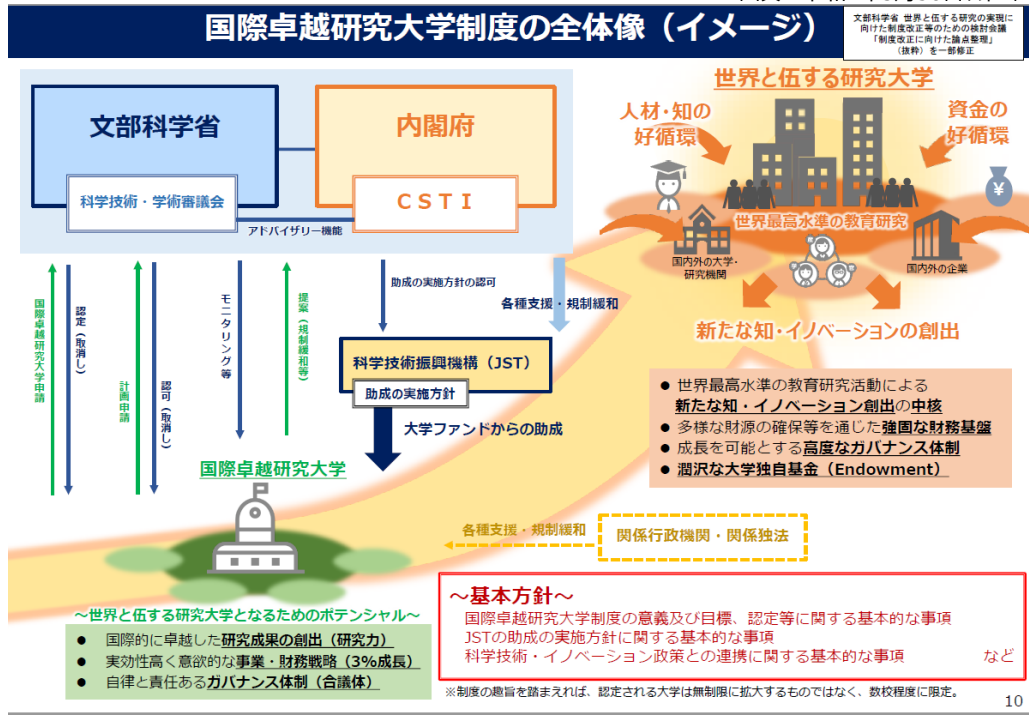 国際卓越研究大学制度の全体像（イメージ）
文部科学省 世界と伍する研究の実現に
向けた制度改正等のための検討会議
「制度改正に向けた論点整理」
（抜粋）を一部修正
文部科学省
内閣府
科学技術・学術審議会
ＣＳＴＩ
アドバイザリー機能
世界と伍する研究大学
人材・知の
好循環
資金の
好循環
¥
世界最高水準の教育研究
国内外の大学・
研究機関
国内外の企業
新たな知・イノベーションの創出
国際卓越研究大学申請
認定（取消し）
計画申請
認可（取消し）
モニタリング等
提案（規制緩和等）
助成の実施方針の認可
各種支援・規制緩和
科学技術振興機構（JST）
助成の実施方針
大学ファンドからの助成
● 世界最高水準の教育研究活動による
新たな知・イノベーション創出の中核
● 多様な財源の確保等を通じた強固な財務基盤
● 成長を可能とする高度なガバナンス体制
● 潤沢な大学独自基金（Endowment）
国際卓越研究大学
各種支援・規制緩和
関係行政機関・関係独法
～世界と伍する研究大学となるためのポテンシャル～
● 国際的に卓越した研究成果の創出（研究力）
● 実効性高く意欲的な事業・財務戦略（3%成長）
● 自律と責任あるガバナンス体制（合議体）
～基本方針～
国際卓越研究大学制度の意義及び目標、認定等に関する基本的な事項
JSTの助成の実施方針に関する基本的な事項
科学技術・イノベーション政策との連携に関する基本的な事項 など
※制度の趣旨を踏まえれば、認定される大学は無制限に拡大するものではなく、数校程度に限定。
10